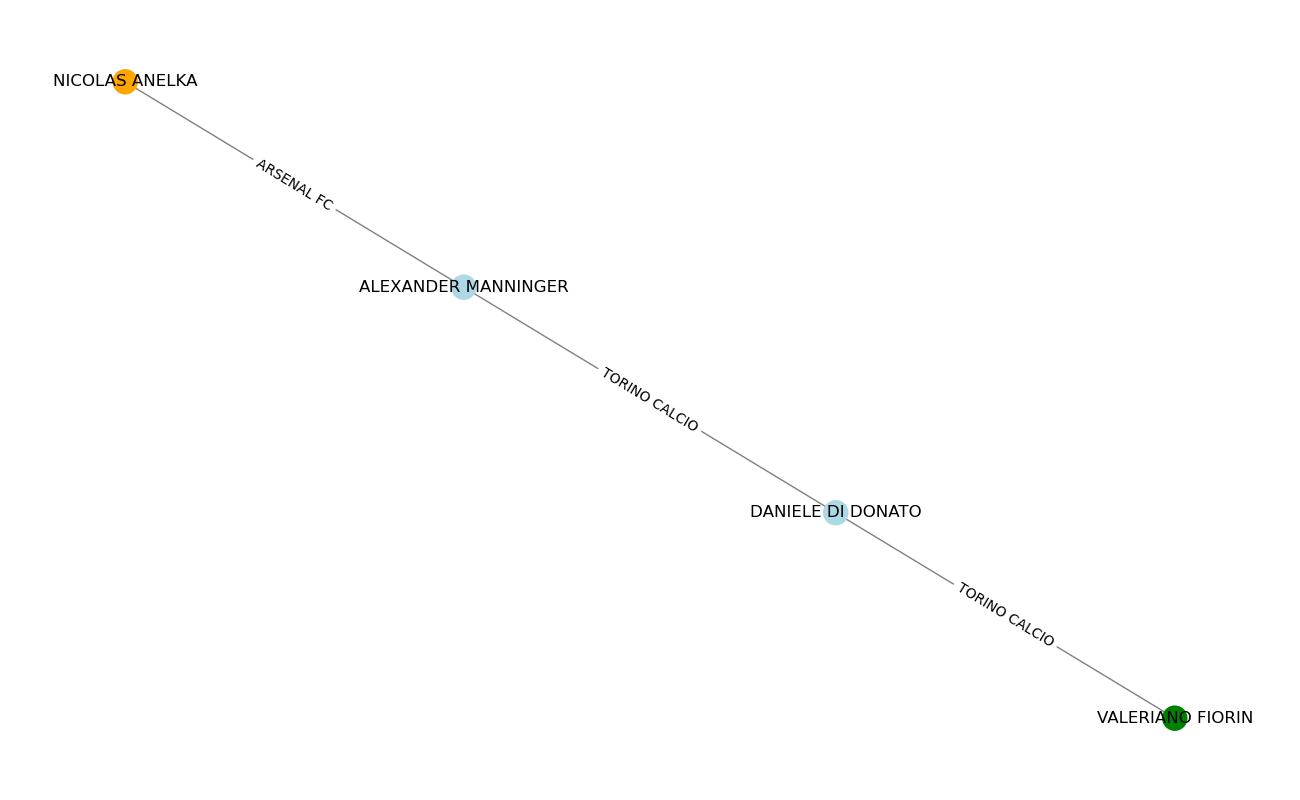 NICOLAS ANELKA
ARSENAL FC
ALEXANDER MANNINGER
TORINO CALCIO
DANIELE DI DONATO
TORINO CALCIO
VALERIANO FIORIN